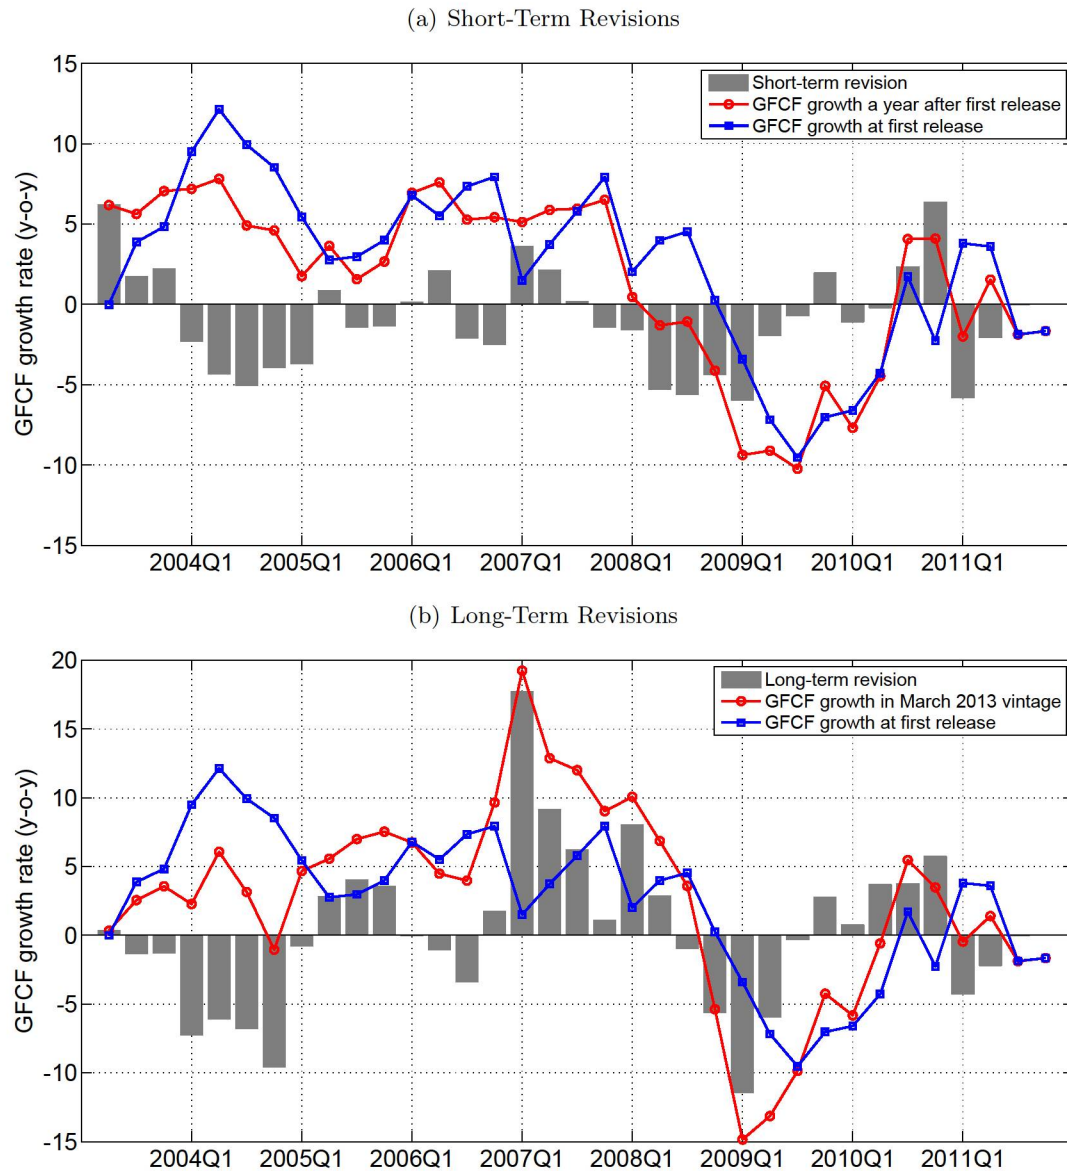 (a) Short-Term Revisions
15
10
5
0
-5
-10
-15
GFCF growth rate (y-o-y)
Short-term revision
GFCF growth a year after first release
GFCF growth at first release
2004Q1 2005Q1 2006Q1 2007Q1 2008Q1 2009Q1 2010Q1 2011Q1
(b) Long-Term Revisions
20
15
10
5
0
-5
-10
-15
GFCF growth rate (y-o-y)
Long-term revision
GFCF growth in March 2013 vintage
GFCF growth at first release
2004Q1 2005Q1 2006Q1 2007Q1 2008Q1 2009Q1 2010Q1 2011Q1